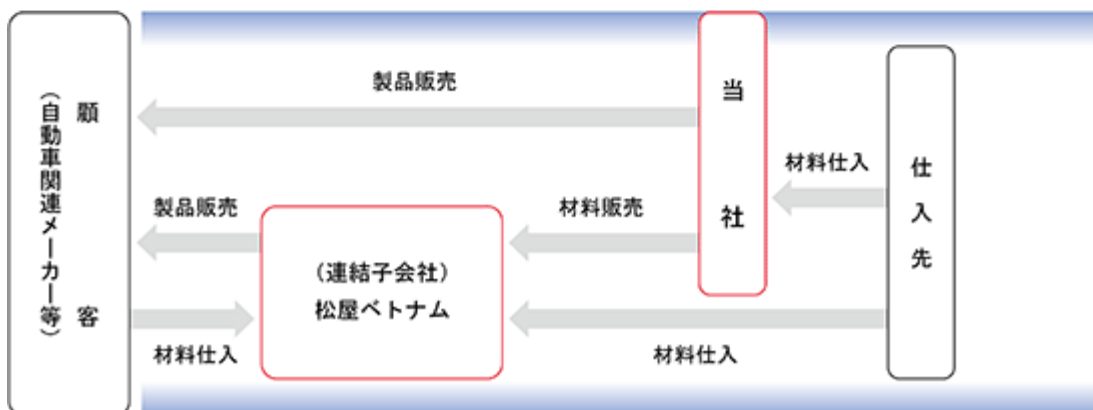 顧客
（自動車関連メーカー等）
製品販売
当社
材料仕入
仕入先
製品販売
材料販売
（連結子会社）
松屋ベトナム
材料仕入
材料仕入